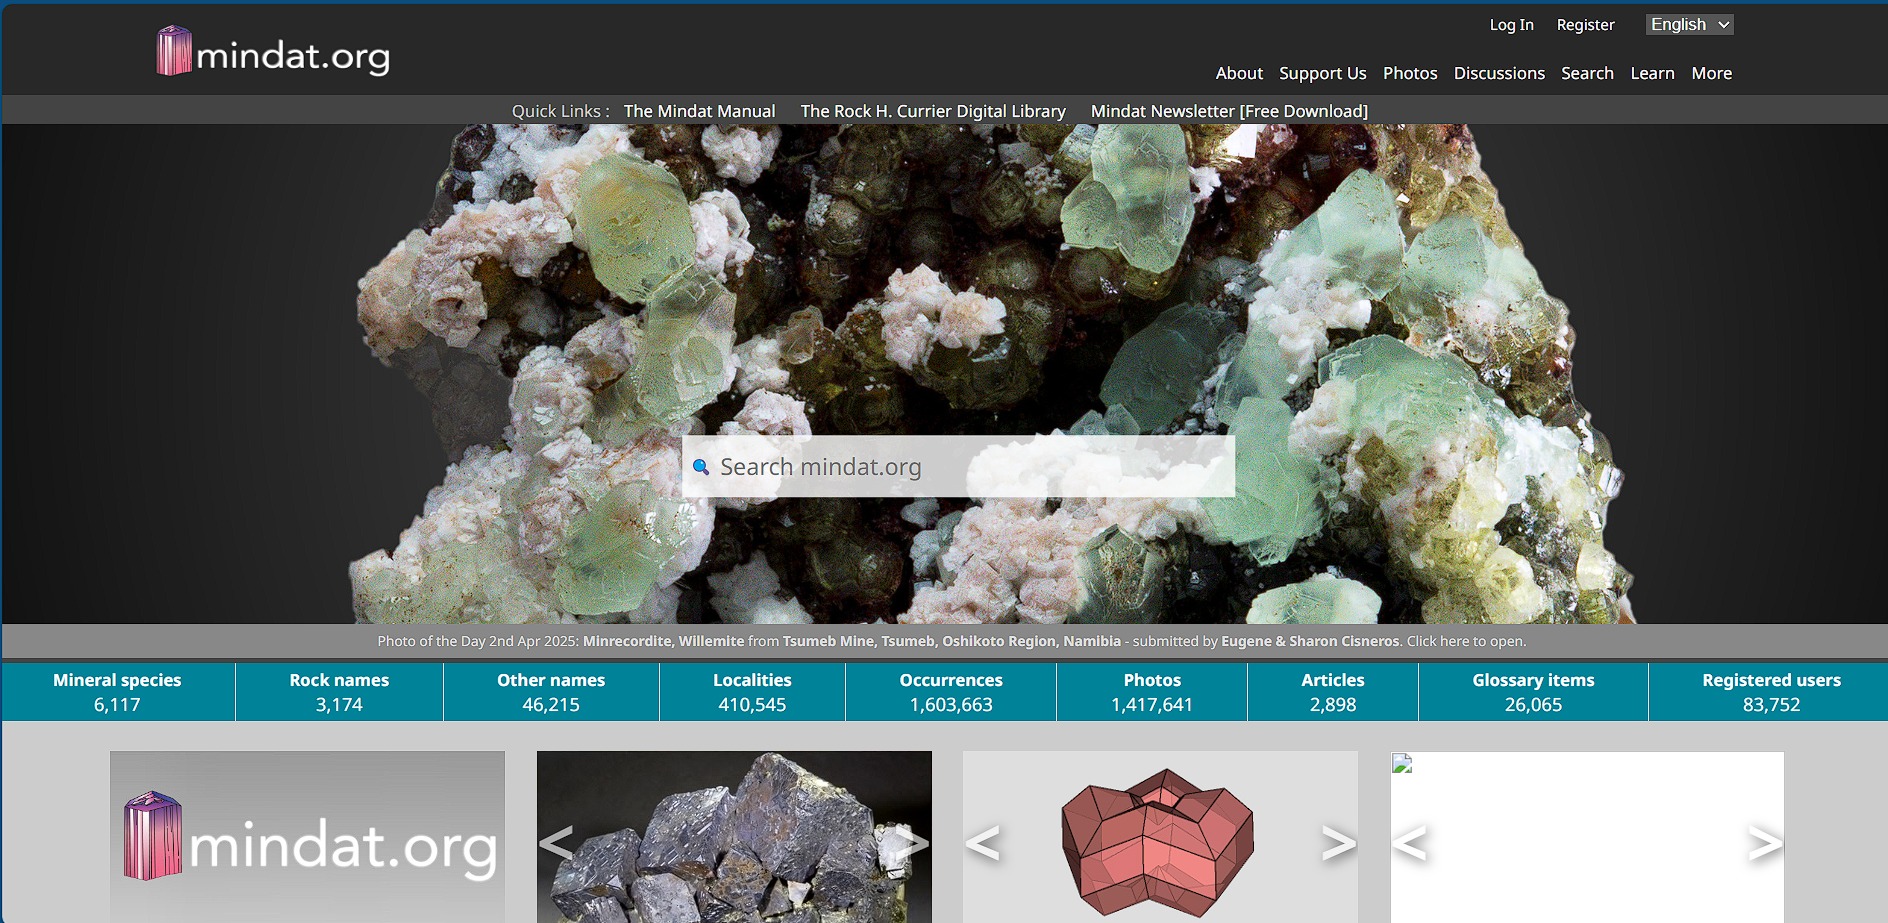 mindat.org
Log In Register English
About Support Us Photos Discussions Search Learn More
Quick Links : The Mindat Manual The Rock H. Currier Digital Library Mindat Newsletter [Free Download]
Search mindat.org
Photo of the Day 2nd Apr 2025: Minrecordite, Willemite from Tsumeb Mine, Tsumeb, Oshikoto Region, Namibia - submitted by Eugene & Sharon Cisneros. Click here to open.
Mineral species Rock names Other names Localities Occurrences Photos Articles Glossary items Registered users
6,117 3,174 46,215 410,545 1,603,663 1,417,641 2,898 26,065 83,752
mindat.org
< > < > < >